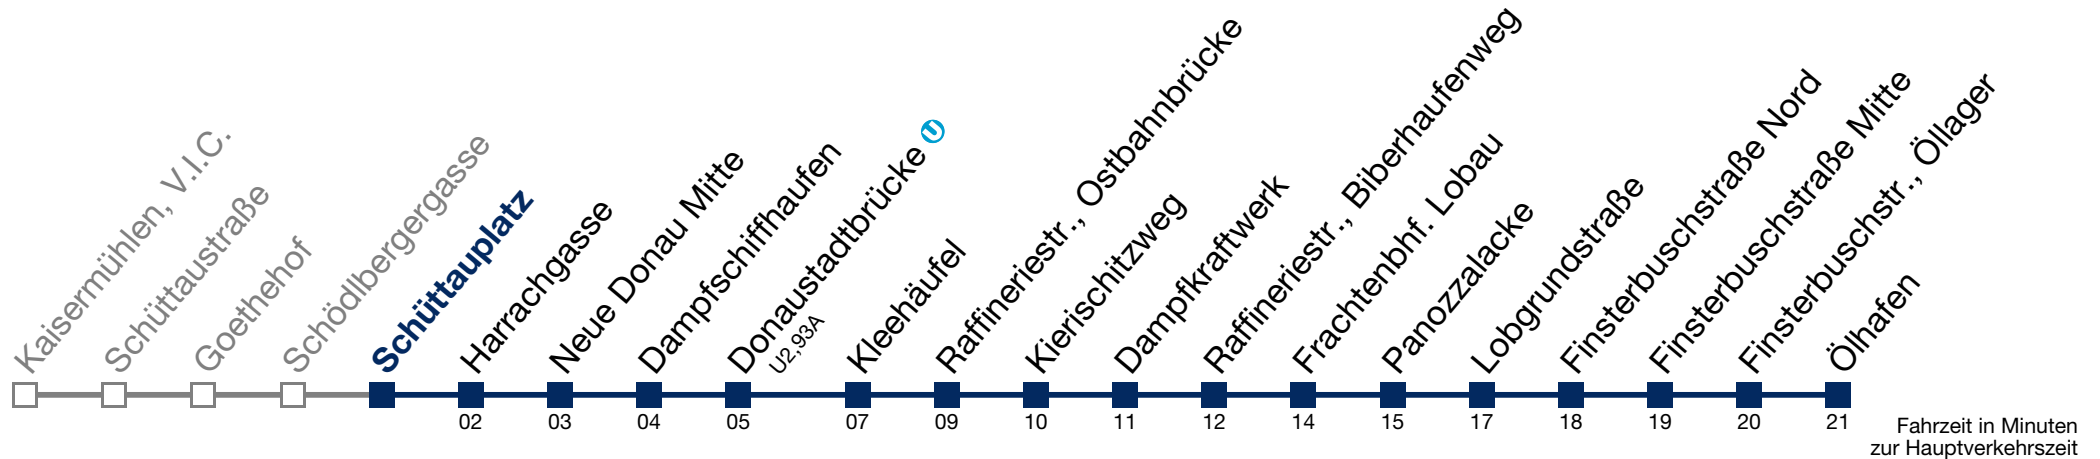 Kaisermühlen, V.I.C.
Schüttaustraße
Goethehof
Schödlbergergasse
Schüttauplatz
Harrachgasse
Neue Donau Mitte
Dampfschiffhaufen
Donaustadtbrücke U
U2,93A
Kleehäufel
Raffineriestr., Ostbahnbrücke
Kierischitzweg
Dampfkraftwerk
Raffineriestr., Biberhaufenweg
Frachtenbhf. Lobau
Panozzalacke
Lobgrundstraße
Finsterbuschstraße Nord
Finsterbuschstraße Mitte
Finsterbuschstr., Öllager
Ölhafen
02 03 04 05 07 09 10 11 12 14 15 17 18 19 20 21
Fahrzeit in Minuten
zur Hauptverkehrszeit